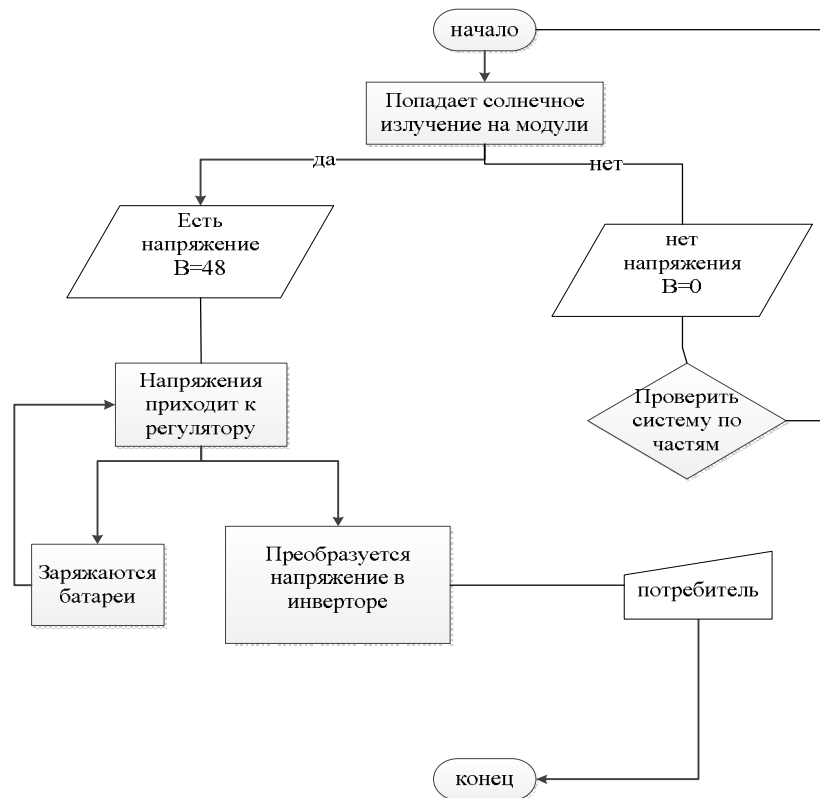 начало
Попадает солнечное
излучение на модули
да
нет
Есть
напряжение
В=48
нет
напряжения
В=0
Напряжения
приходит к
регулятору
Проверить
систему по
частям
Заряжаются
батареи
Преобразуется
напряжение в
инверторе
потребитель
конец